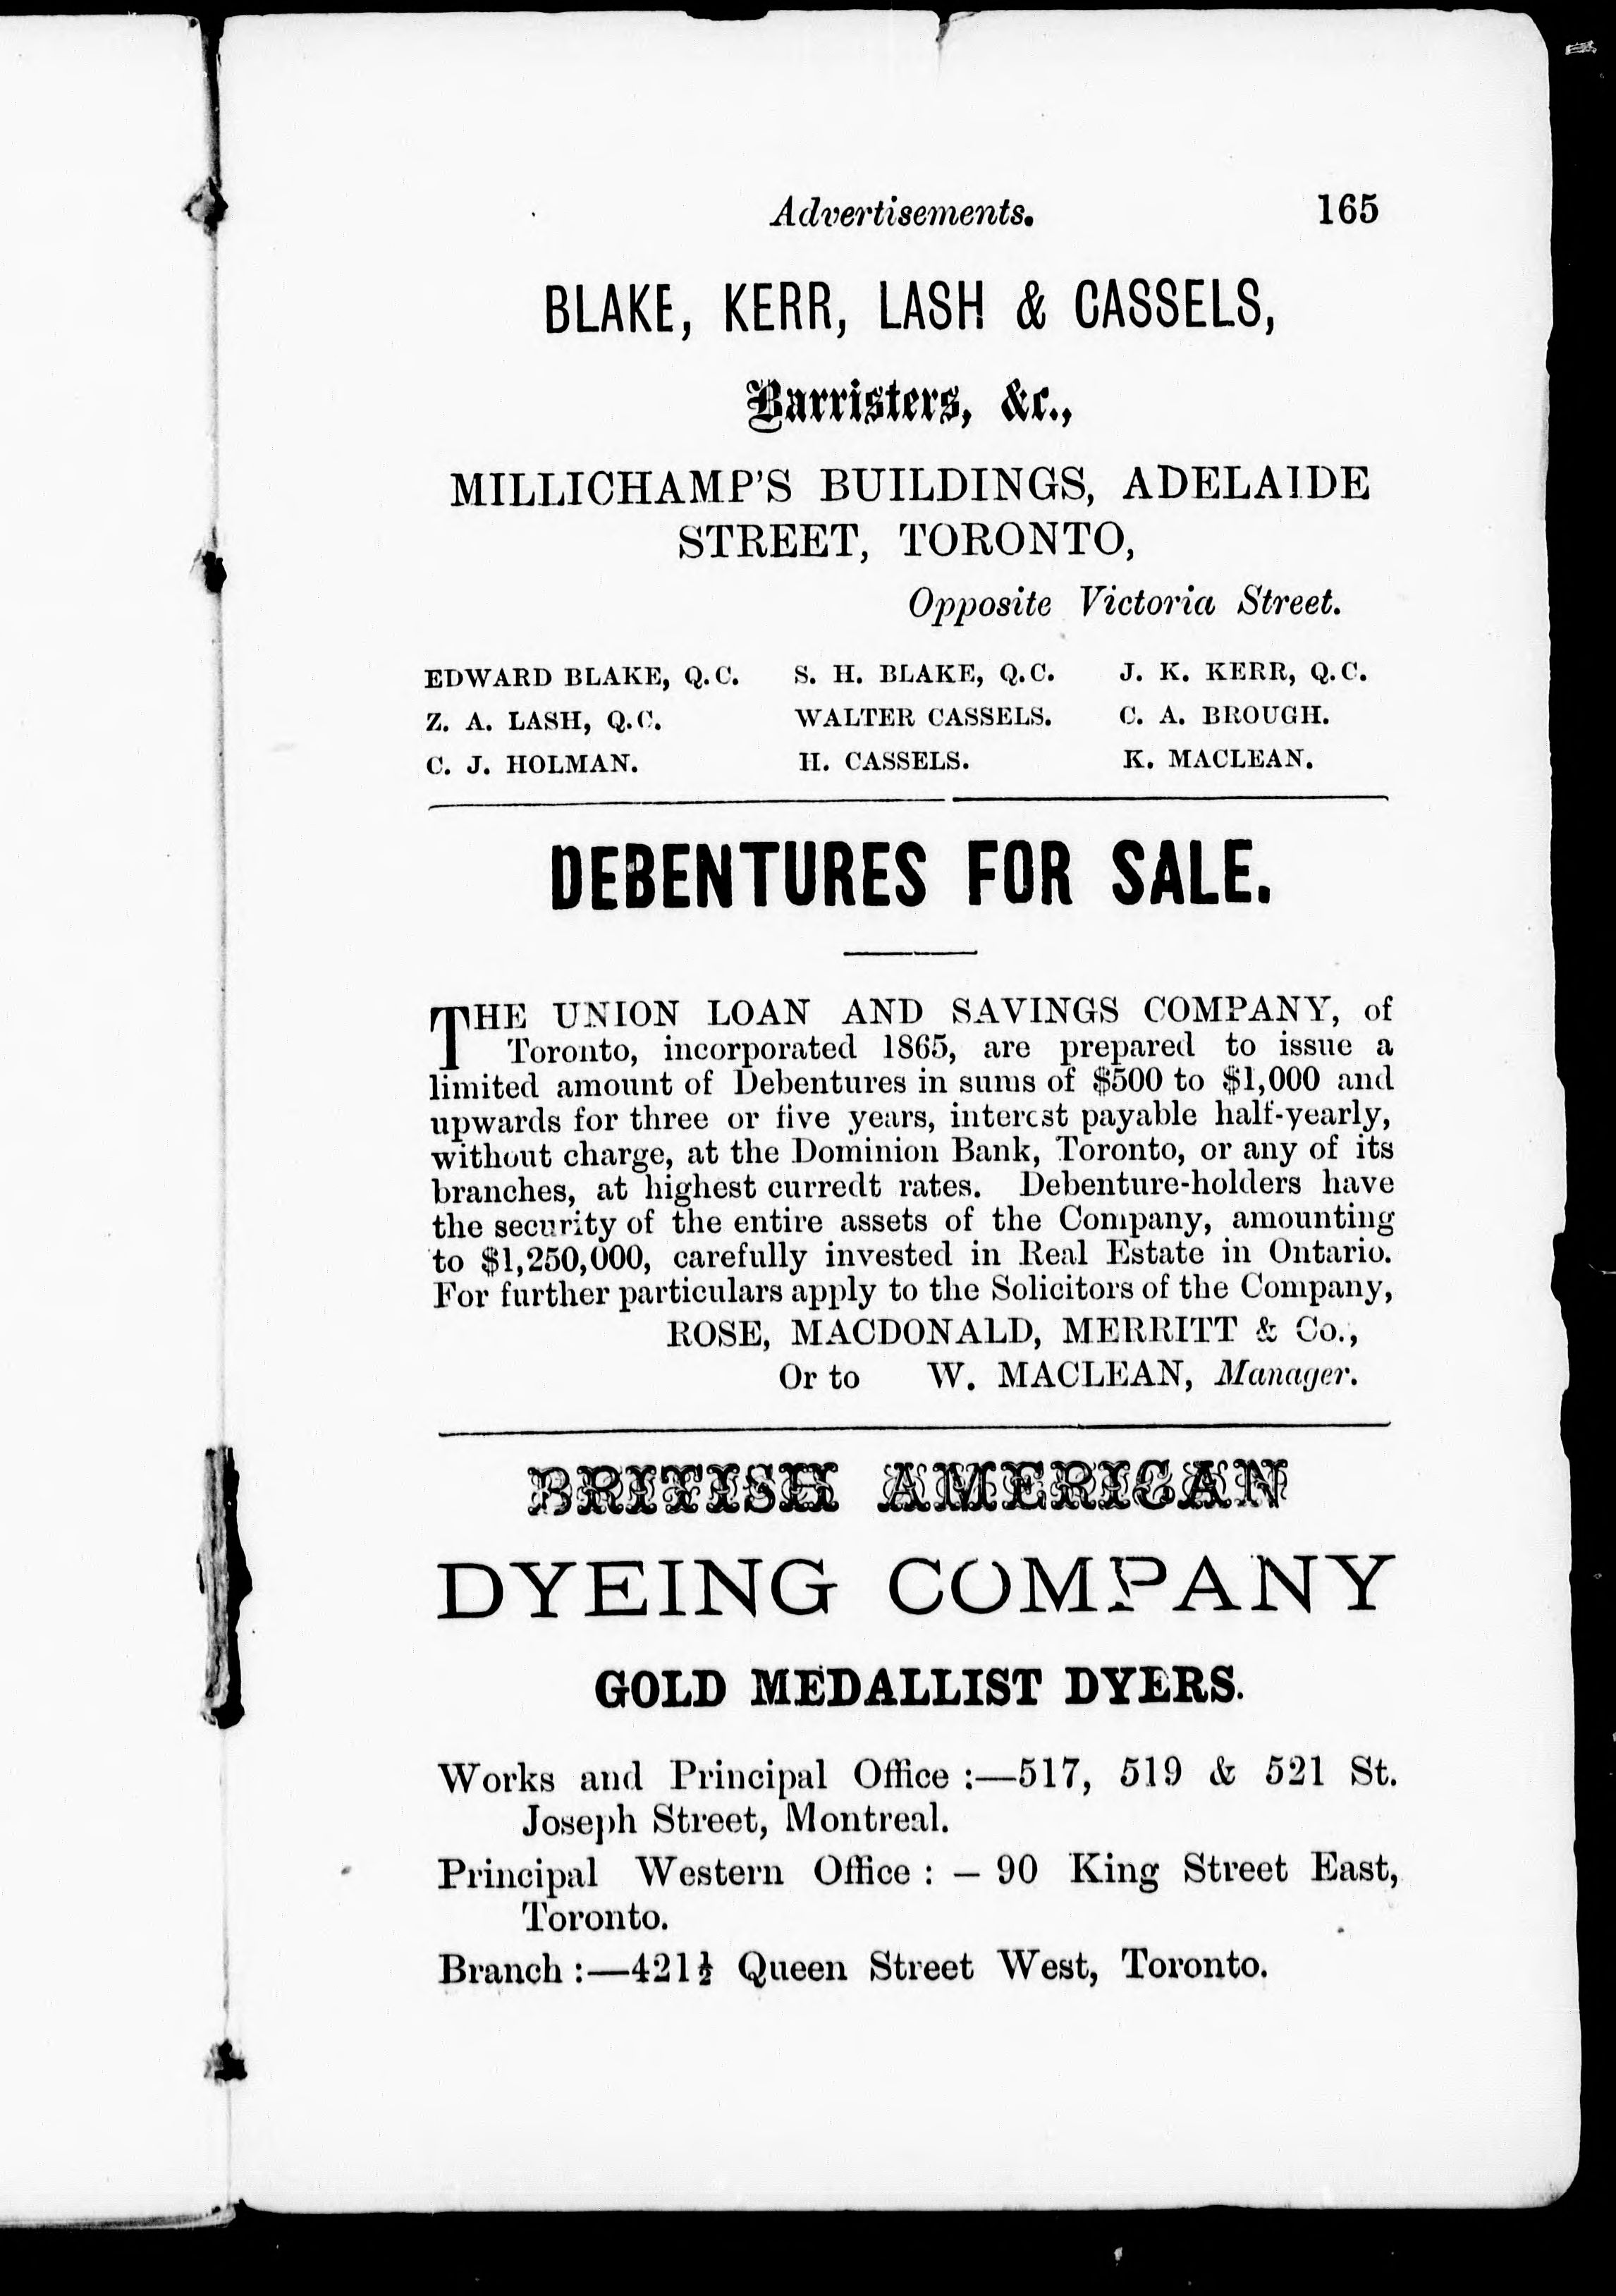 Advertisements. 165
BLAKE, KERR, LASH & CASSELS,
Barristers, &c.,
MILLICHAMP'S BUILDINGS, ADELAIDE
STREET, TORONTO,
Opposite Victoria Street.
EDWARD BLAKE, Q.C. S. H. BLAKE, Q.C. J. K. KERR, Q.C.
Z. A. LASH, Q.C. WALTER CASSELS. C. A. BROUGH.
C. J. HOLMAN. H. CASSELS. K. MACLEAN.
DEBENTURES FOR SALE.
THE UNION LOAN AND SAVINGS COMPANY, of
Toronto, incorporated 1865, are prepared to issue a
limited amount of Debentures in sums of $500 to $1,000 and
upwards for three or five years, interest payable half-yearly,
without charge, at the Dominion Bank, Toronto, or any of its
branches, at highest curredt rates. Debenture-holders have
the security of the entire assets of the Company, amounting
to $1,250,000, carefully invested in Real Estate in Ontario.
For further particulars apply to the Solicitors of the Company,
ROSE, MACDONALD, MERRITT & Co.,
Or to W. MACLEAN, Manager.
BRITISH AMERICAN
DYEING COMPANY
GOLD MEDALLIST DYERS.
Works and Principal Office :—517, 519 & 521 St.
Joseph Street, Montreal.
Principal Western Office : – 90 King Street East,
Toronto.
Branch :—421½ Queen Street West, Toronto.